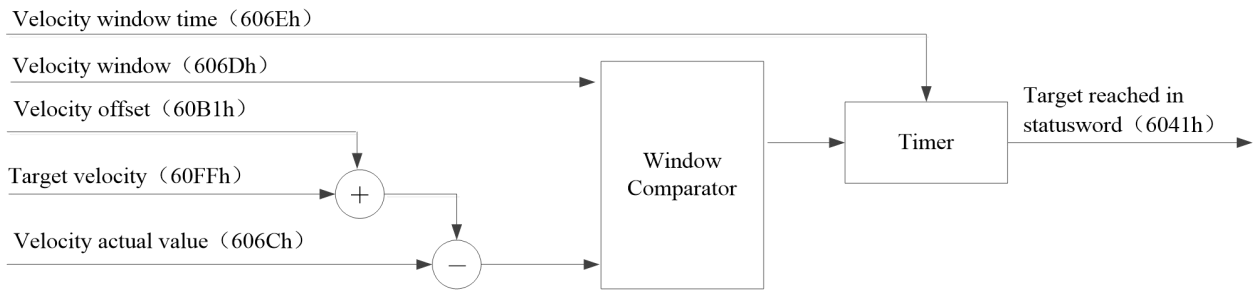 Velocity window time（606Eh）
Velocity window（606Dh）
Velocity offset（60B1h）
Target velocity（60FFh）
Velocity actual value（606Ch）
+
−
Window
Comparator
Timer
Target reached in
statusword（6041h）